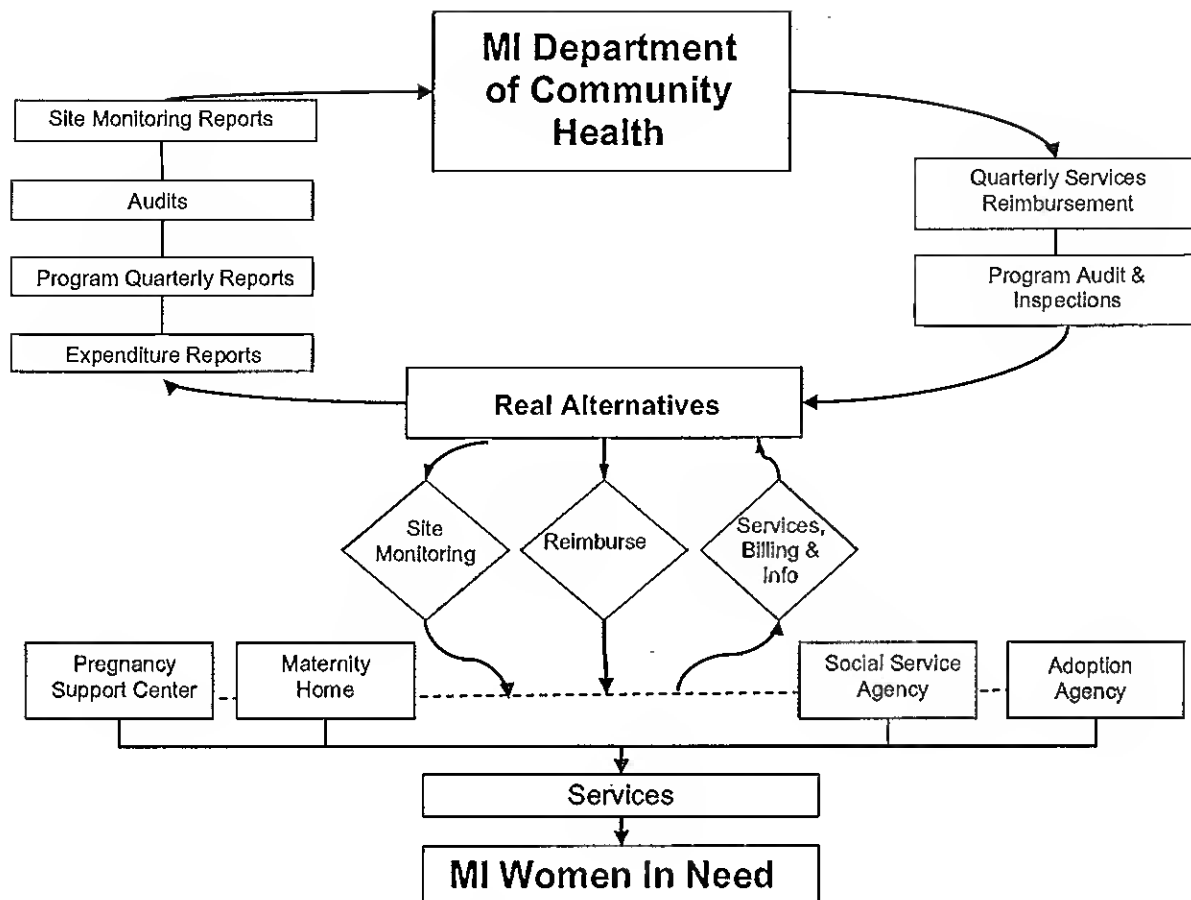 MI Department
of Community
Health
Site Monitoring Reports
Audits
Program Quarterly Reports
Expenditure Reports
Quarterly Services
Reimbursement
Program Audit &
Inspections
Real Alternatives
Site
Monitoring
Reimburse
Services,
Billing &
Info
Pregnancy
Support Center
Maternity
Home
Social Service
Agency
Adoption
Agency
Services
MI Women In Need